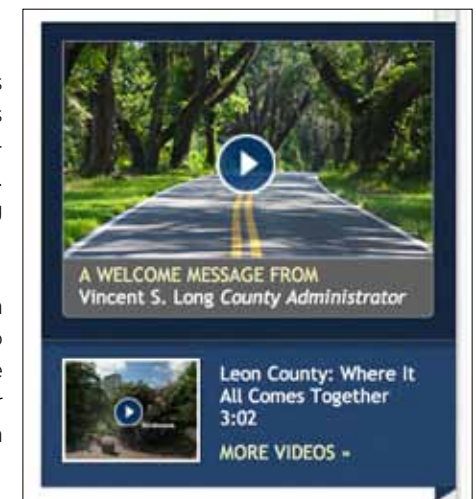 A WELCOME MESSAGE FROM
Vincent S. Long County Administrator
Leon County: Where It
All Comes Together
3:02
MORE VIDEOS »